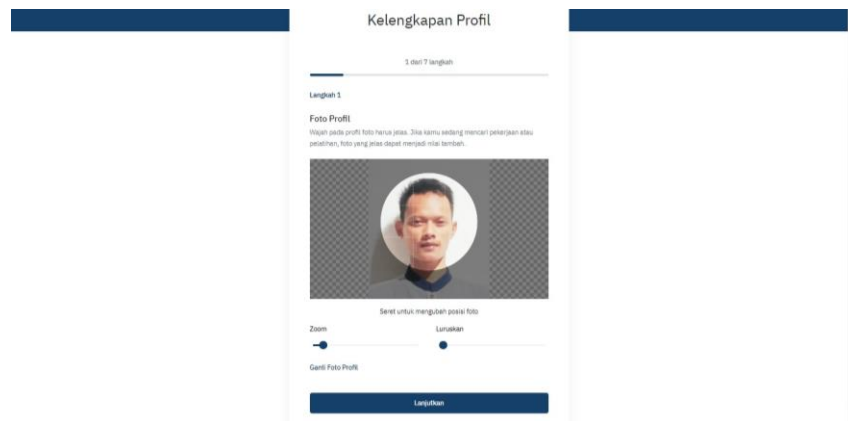 Kelengkapan Profil
1 dari 7 langkah
Langkah 1
Foto Profil
Wajah pada profil foto harus jelas. Jika kamu sedang mencari pekerjaan atau
pelatihan, foto yang jelas dapat menjadi nilai tambah.
Seret untuk mengubah posisi foto
Zoom Luruskan
Ganti Foto Profil
Lanjutkan